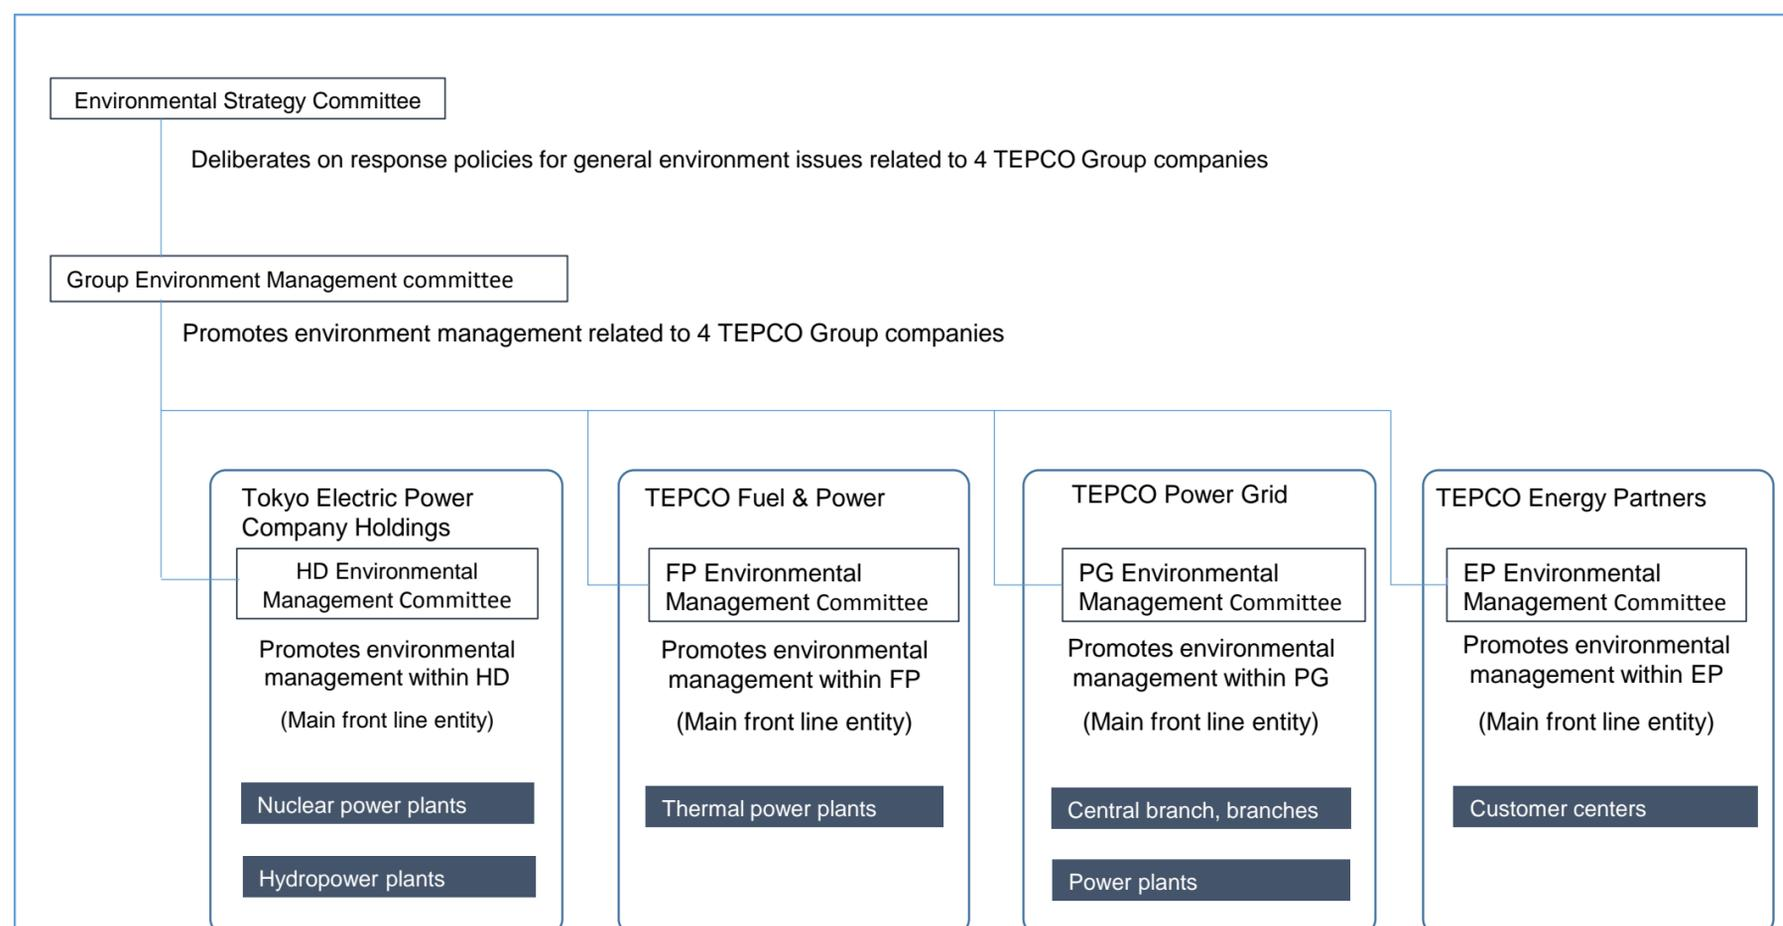 Environmental Strategy Committee
Deliberates on response policies for general environment issues related to 4 TEPCO Group companies
Group Environment Management committee
Promotes environment management related to 4 TEPCO Group companies
Tokyo Electric Power
Company Holdings
HD Environmental
Management Committee
Promotes environmental
management within HD
(Main front line entity)
Nuclear power plants
Hydropower plants
TEPCO Fuel & Power
FP Environmental
Management Committee
Promotes environmental
management within FP
(Main front line entity)
Thermal power plants
TEPCO Power Grid
PG Environmental
Management Committee
Promotes environmental
management within PG
(Main front line entity)
Central branch, branches
Power plants
TEPCO Energy Partners
EP Environmental
Management Committee
Promotes environmental
management within EP
(Main front line entity)
Customer centers